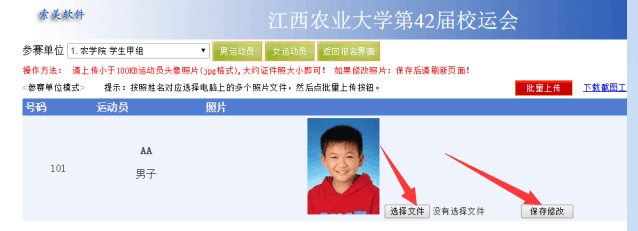 索美软件
江西农业大学第42届校运会
参赛单位 1. 农学院 学生甲组 男运动员 女运动员 返回报名界面
操作方法： 请上传小于100KB运动员头像照片(jpg格式),大约证件照大小即可! 如果修改照片：保存后请刷新页面!
<参赛单位模式> 提示：按照姓名对应选择电脑上的多个照片文件，然后点批量上传按钮。 批量上传 下载截图工
号码 运动员 照片
AA
101
男子
选择文件 没有选择文件 保存修改